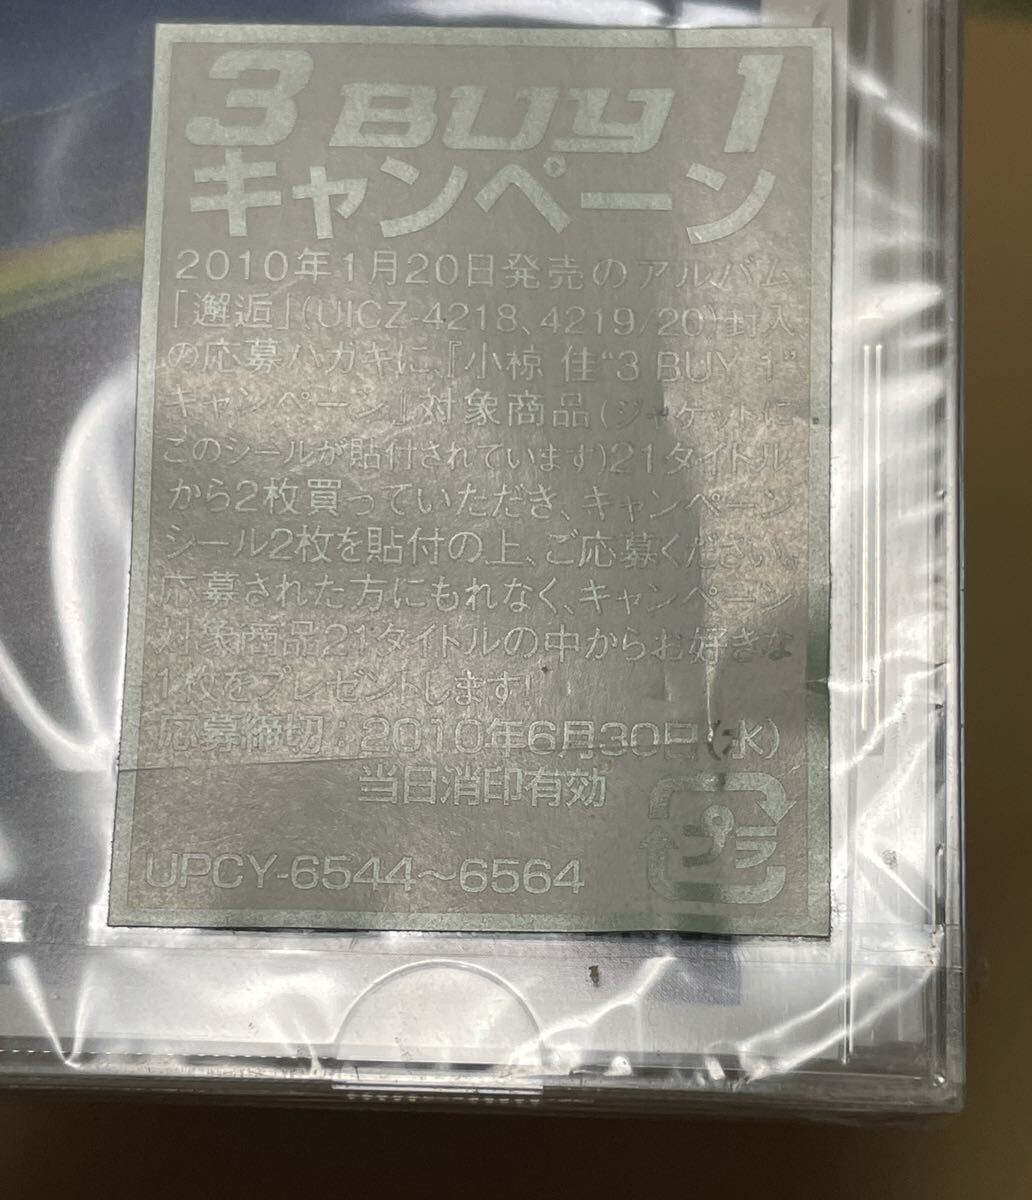 3 BUY 1
キャンペーン
2010年1月20日発売のアルバム
「邂逅」(UICZ-4218、4219/20)封入
の応募ハガキに、『小椋 佳“3 BUY 1”
キャンペーン』対象商品(ジャケットに
このシールが貼付されています)21タイトル
から2枚買っていただき、キャンペーン
シール2枚を貼付の上、ご応募ください。
応募された方にもれなく、キャンペーン
対象商品21タイトルの中からお好きな
1枚をプレゼントします!
応募締切:2010年6月30日(水)
当日消印有効
UPCY-6544〜6564
プラ